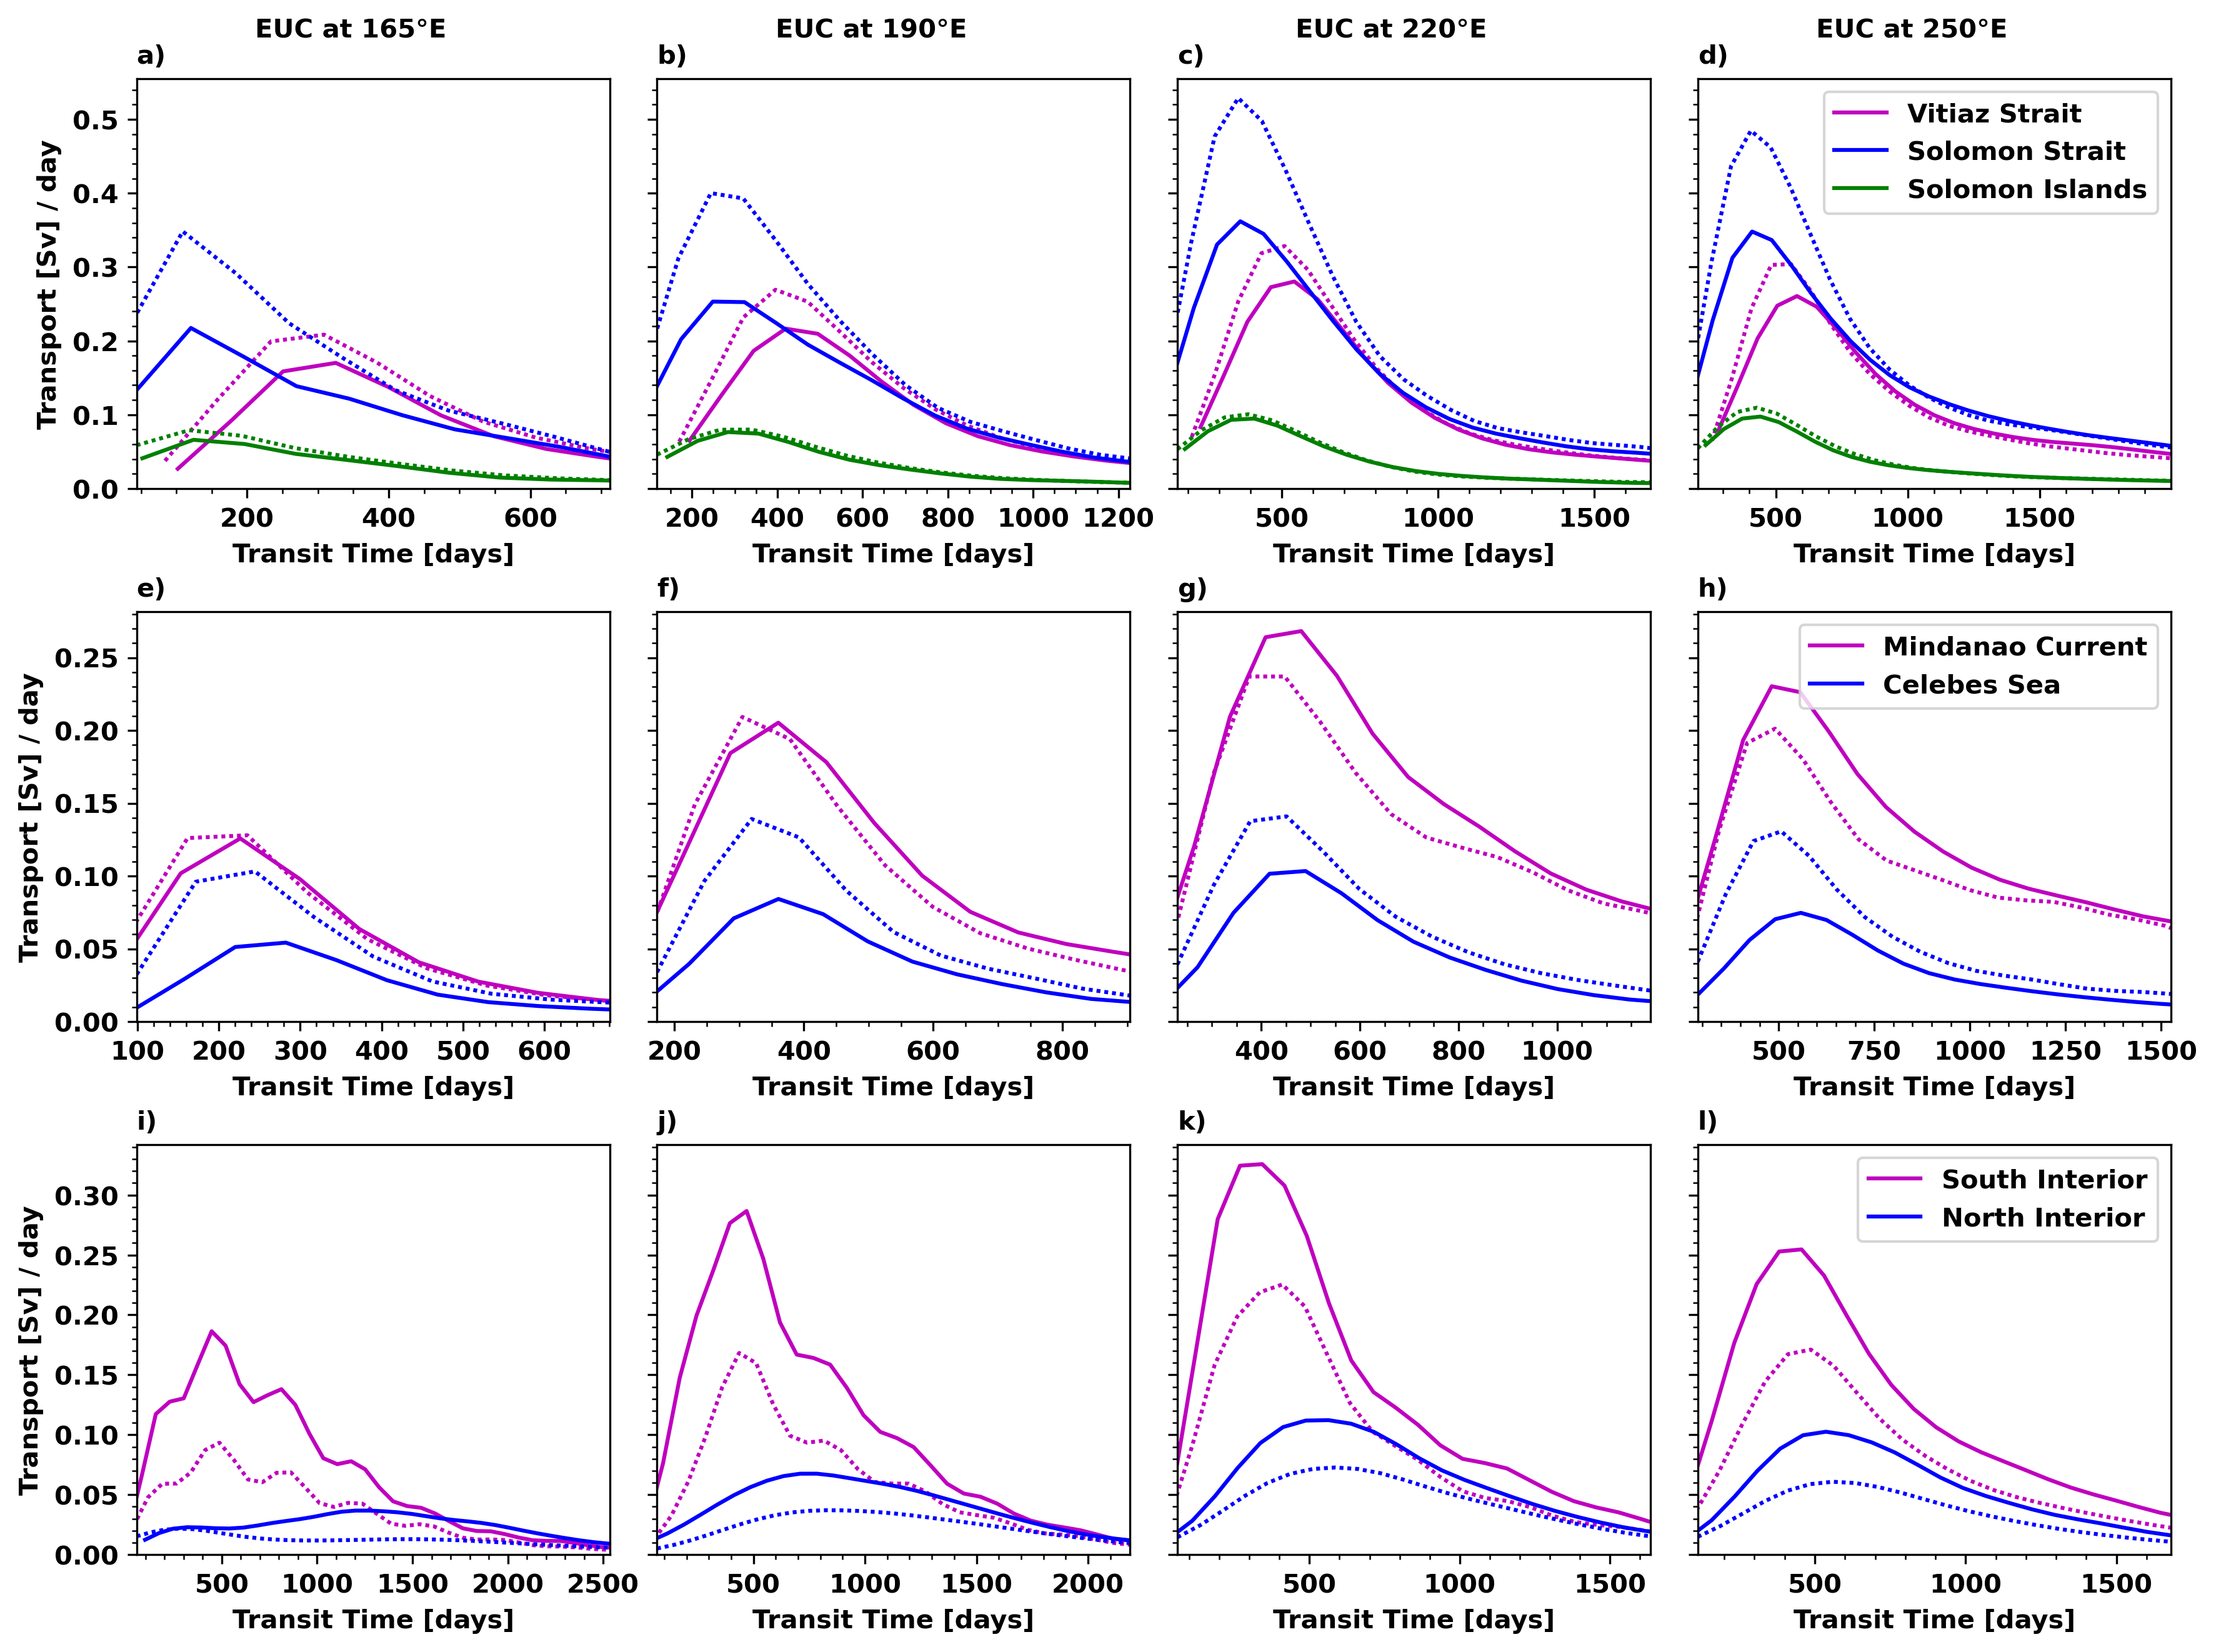 EUC at 165°E
EUC at 190°E
EUC at 220°E
EUC at 250°E
a)
b)
c)
d)
Transport [Sv] / day
0.5
0.4
0.3
0.2
0.1
0.0
Vitiaz Strait
Solomon Strait
Solomon Islands
200 400 600
200 400 600 800 1000 1200
500 1000 1500
500 1000 1500
Transit Time [days]
Transit Time [days]
Transit Time [days]
Transit Time [days]
e)
f)
g)
h)
Transport [Sv] / day
0.25
0.20
0.15
0.10
0.05
0.00
Mindanao Current
Celebes Sea
100 200 300 400 500 600
200 400 600 800
400 600 800 1000
500 750 1000 1250 1500
Transit Time [days]
Transit Time [days]
Transit Time [days]
Transit Time [days]
i)
j)
k)
l)
Transport [Sv] / day
0.30
0.25
0.20
0.15
0.10
0.05
0.00
South Interior
North Interior
500 1000 1500 2000 2500
500 1000 1500 2000
500 1000 1500
500 1000 1500
Transit Time [days]
Transit Time [days]
Transit Time [days]
Transit Time [days]